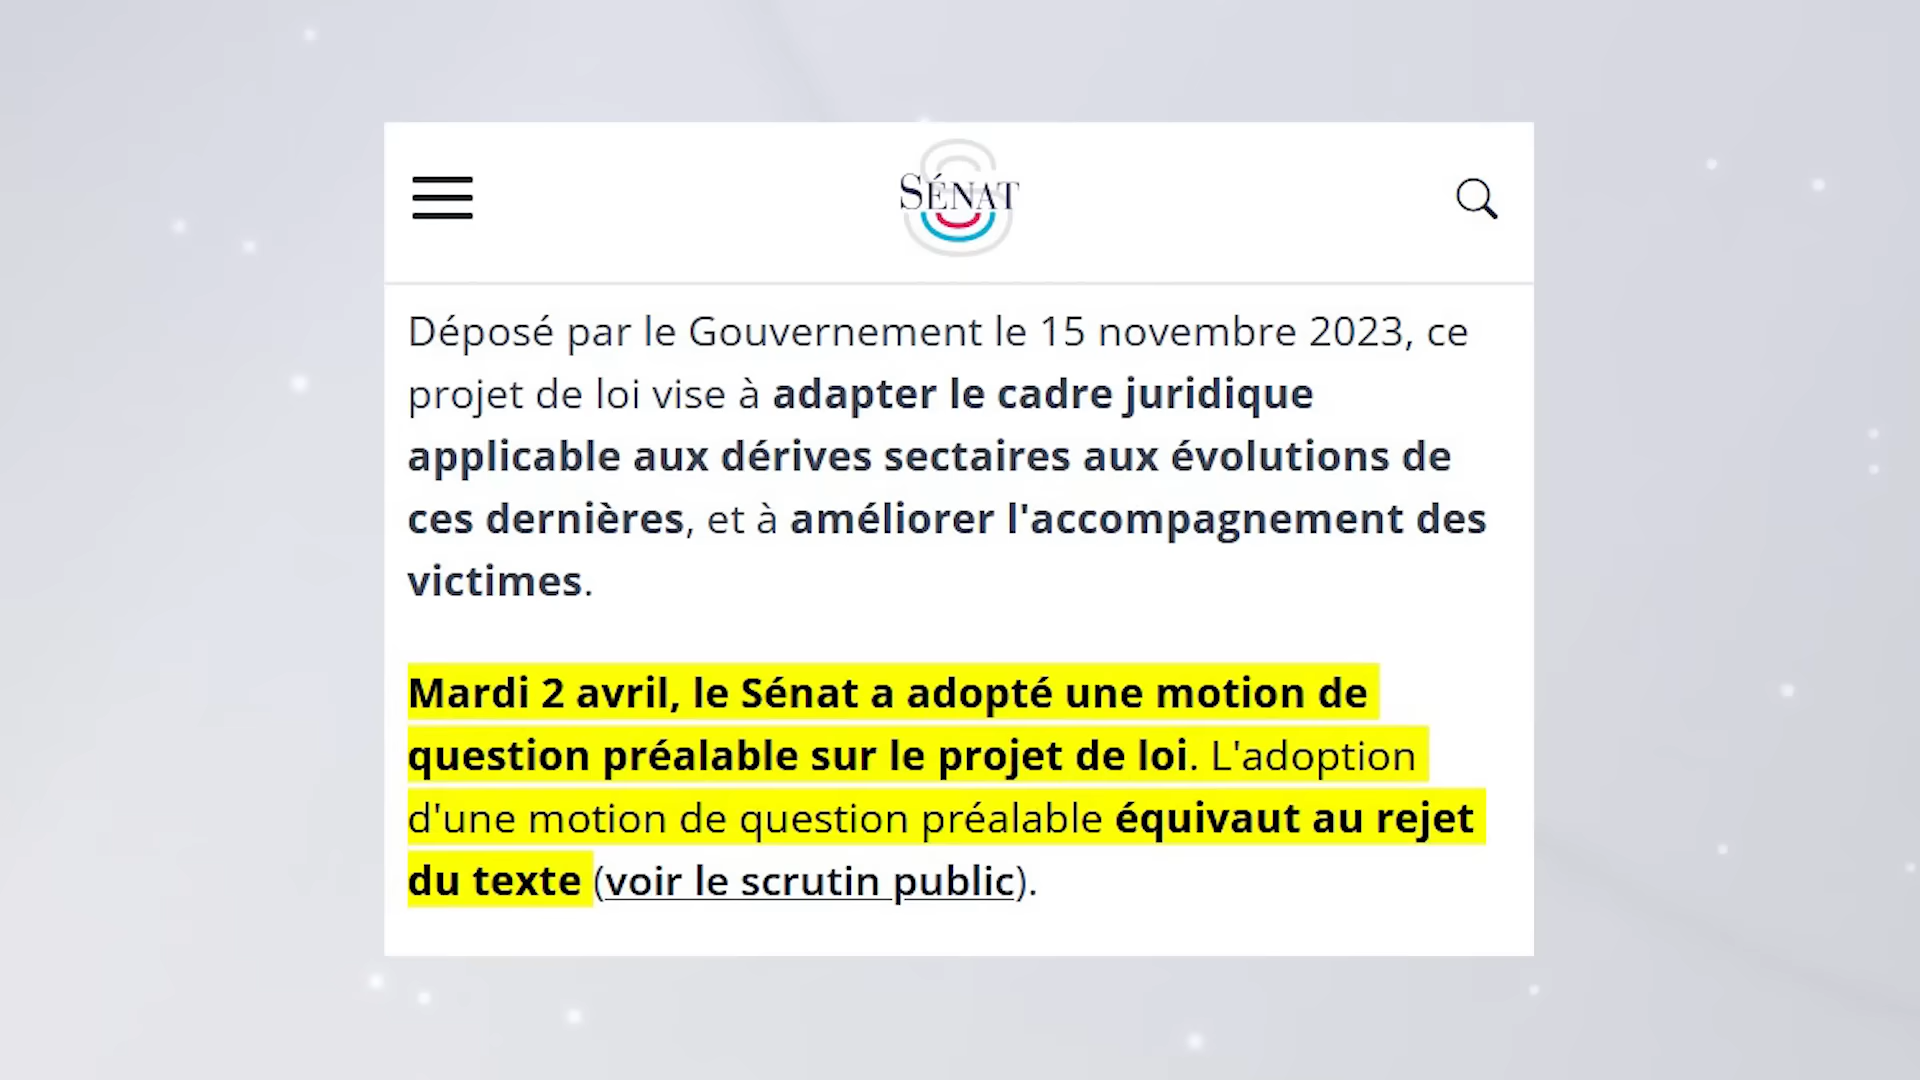 SÉNAT
Déposé par le Gouvernement le 15 novembre 2023, ce
projet de loi vise à adapter le cadre juridique
applicable aux dérives sectaires aux évolutions de
ces dernières, et à améliorer l'accompagnement des
victimes.
Mardi 2 avril, le Sénat a adopté une motion de
question préalable sur le projet de loi. L'adoption
d'une motion de question préalable équivaut au rejet
du texte (voir le scrutin public).